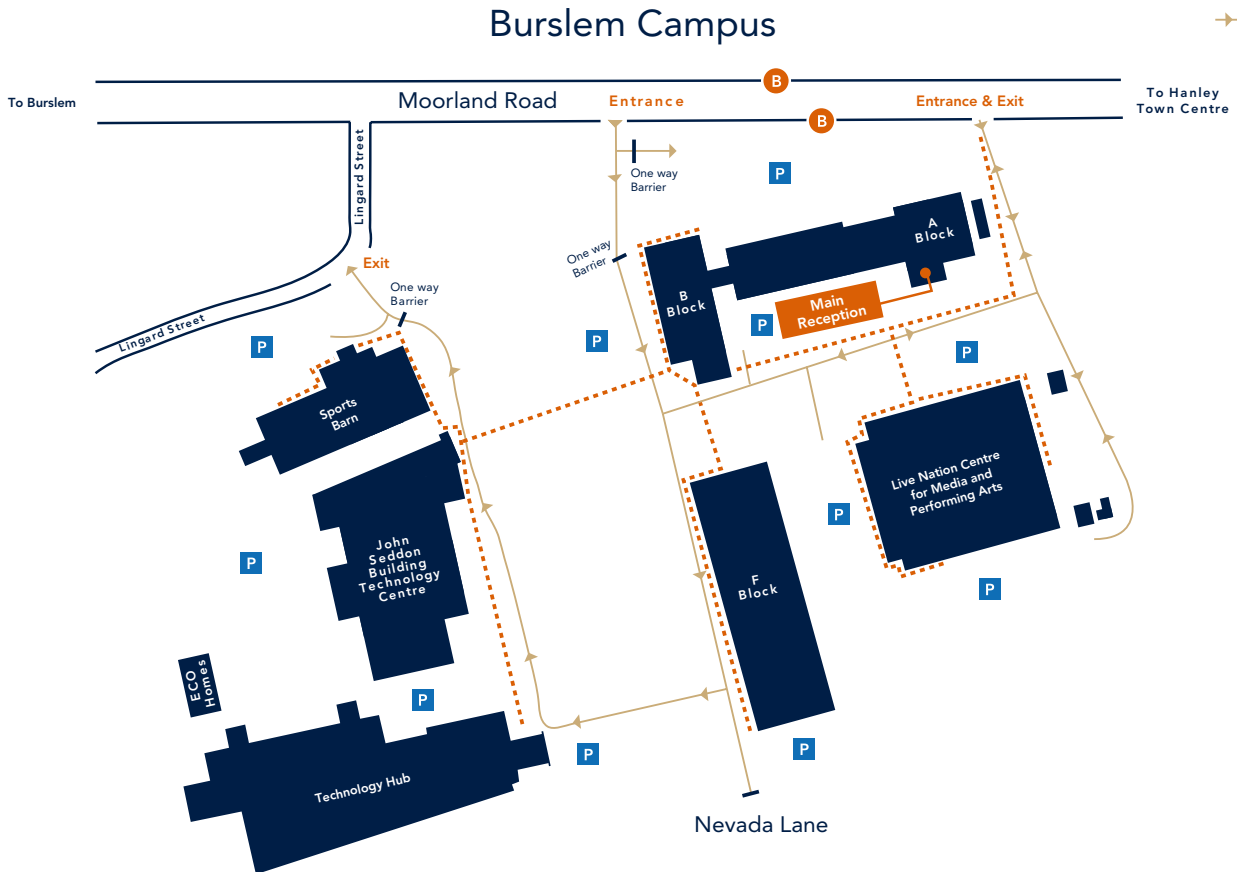 Burslem Campus
B
To Burslem
Moorland Road
Entrance
Entrance & Exit
To Hanley
Town Centre
B
Lingard Street
P
One way
Barrier
A
Block
One way
Barrier
Exit
B
Block
One way
Barrier
Main
Reception
P
Lingard Street
P
P
P
Sports
Barn
Live Nation Centre
for Media and
Performing Arts
P
P
John
Seddon
Building
Technology
Centre
F
Block
P
ECO
Homes
P
P
P
Technology Hub
Nevada Lane